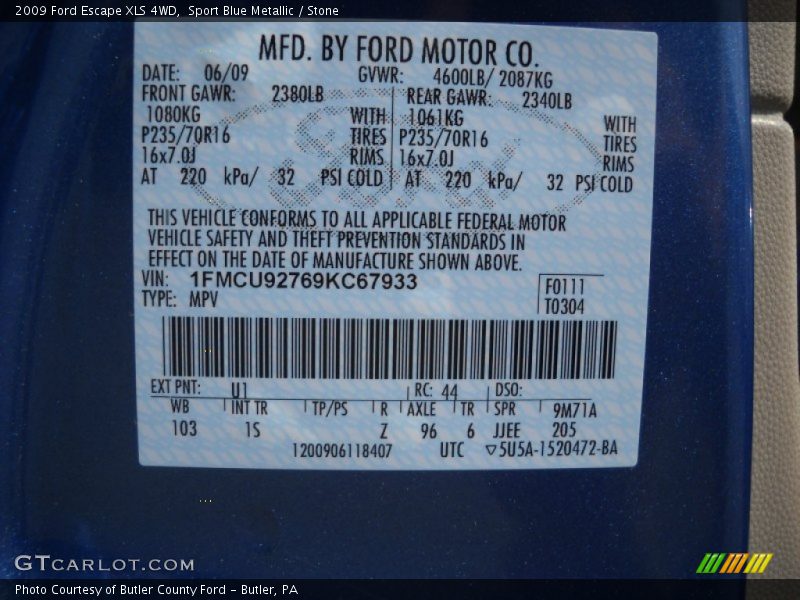 2009 Ford Escape XLS 4WD, Sport Blue Metallic / Stone
MFD. BY FORD MOTOR CO.
DATE: 06/09 GVWR: 4600LB/ 2087KG
FRONT GAWR: 2380LB REAR GAWR: 2340LB
1080KG WITH 1061KG WITH
P235/70R16 TIRES P235/70R16 TIRES
16x7.0J RIMS 16x7.0J RIMS
AT 220 kPa/ 32 PSI COLD AT 220 kPa/ 32 PSI COLD
THIS VEHICLE CONFORMS TO ALL APPLICABLE FEDERAL MOTOR
VEHICLE SAFETY AND THEFT PREVENTION STANDARDS IN
EFFECT ON THE DATE OF MANUFACTURE SHOWN ABOVE.
VIN: 1FMCU92769KC67933 F0111
TYPE: MPV T0304
EXT PNT: U1 RC: 44 DSO:
WB INT TR TP/PS R AXLE TR SPR 9M71A
103 1S Z 96 6 JJEE 205
1200906118407 UTC ▽5U5A-1520472-BA
GTCARLOT.COM
Photo Courtesy of Butler County Ford - Butler, PA